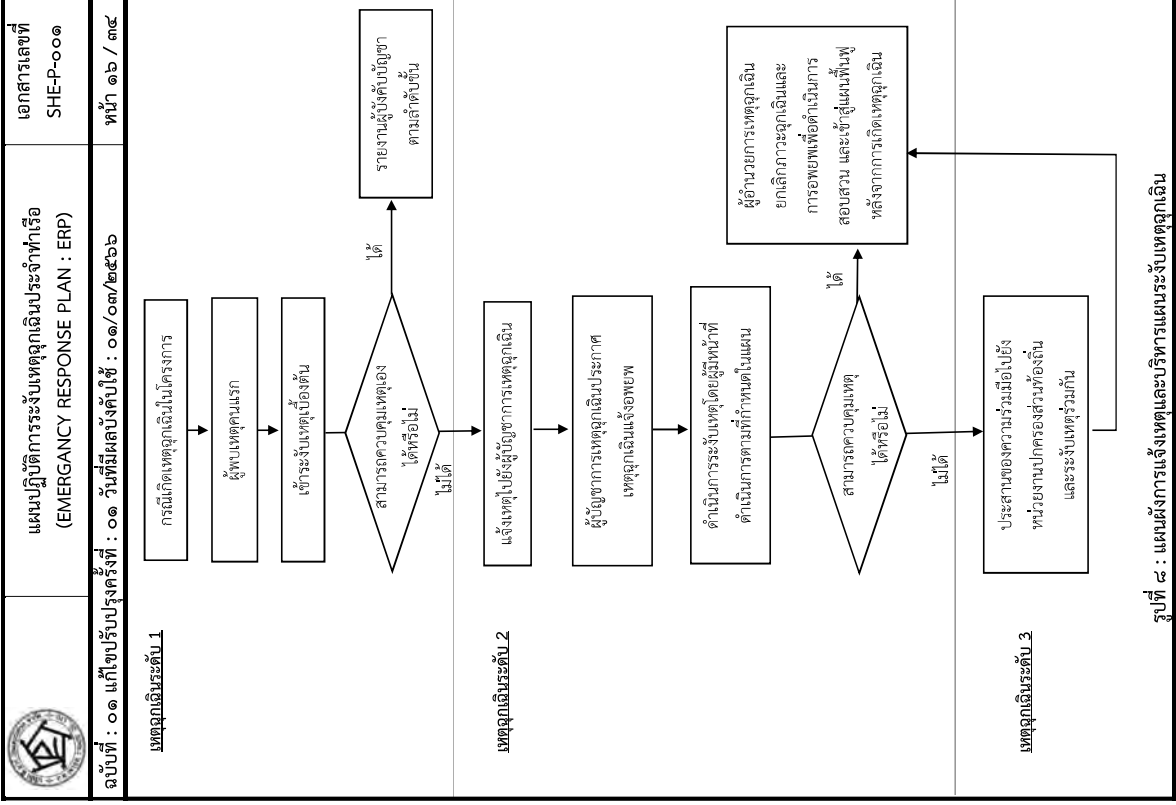 แผนปฏิบัติการระงับเหตุฉุกเฉินประจำท่าเรือ
(EMERGANCY RESPONSE PLAN : ERP)
เอกสารเลขที่
SHE-P-๐๐๑
ฉบับที่ : ๐๑ แก้ไขปรับปรุงครั้งที่ : ๐๑ วันที่มีผลบังคับใช้ : ๐๑/๐๓/๒๕๖๖
หน้า ๑๖ / ๓๔
เหตุฉุกเฉินระดับ 1
กรณีเกิดเหตุฉุกเฉินในโครงการ
ผู้พบเหตุคนแรก
เข้าระงับเหตุเบื้องต้น
สามารถควบคุมเหตุเอง
ได้หรือไม่
ได้
รายงานผู้บังคับบัญชา
ตามลำดับขั้น
ไม่ได้
เหตุฉุกเฉินระดับ 2
แจ้งเหตุไปยังผู้บัญชาการเหตุฉุกเฉิน
ผู้บัญชาการเหตุฉุกเฉินประกาศ
เหตุฉุกเฉินแจ้งอพยพ
ดำเนินการระงับเหตุโดยผู้มีหน้าที่
ดำเนินการตามที่กำหนดในแผน
สามารถควบคุมเหตุ
ได้หรือไม่
ได้
ผู้อำนวยการเหตุฉุกเฉิน
ยกเลิกภาวะฉุกเฉินและ
การอพยพเพื่อดำเนินการ
สอบสวน และเข้าสู่แผนฟื้นฟู
หลังจากการเกิดเหตุฉุกเฉิน
ไม่ได้
เหตุฉุกเฉินระดับ 3
ประสานของความร่วมมือไปยัง
หน่วยงานปกครองส่วนท้องถิ่น
และระงับเหตุร่วมกัน
รูปที่ ๘ : แผนผังการแจ้งเหตุและบริหารแผนระงับเหตุฉุกเฉิน